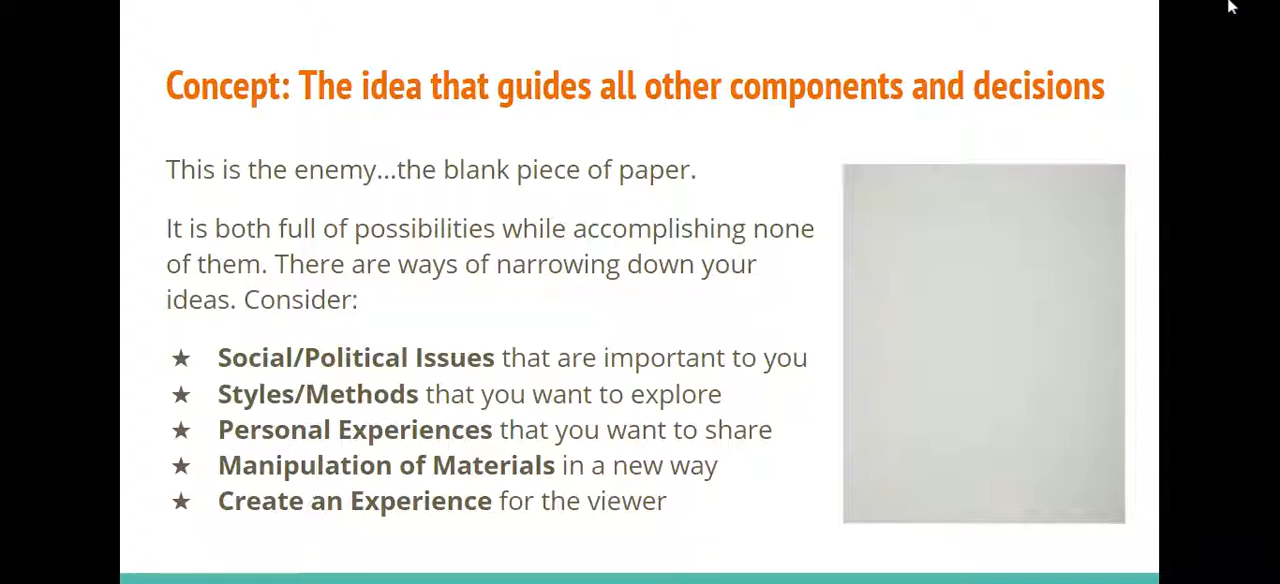 Concept: The idea that guides all other components and decisions
This is the enemy...the blank piece of paper.
It is both full of possibilities while accomplishing none
of them. There are ways of narrowing down your
ideas. Consider:
★ Social/Political Issues that are important to you
★ Styles/Methods that you want to explore
★ Personal Experiences that you want to share
★ Manipulation of Materials in a new way
★ Create an Experience for the viewer